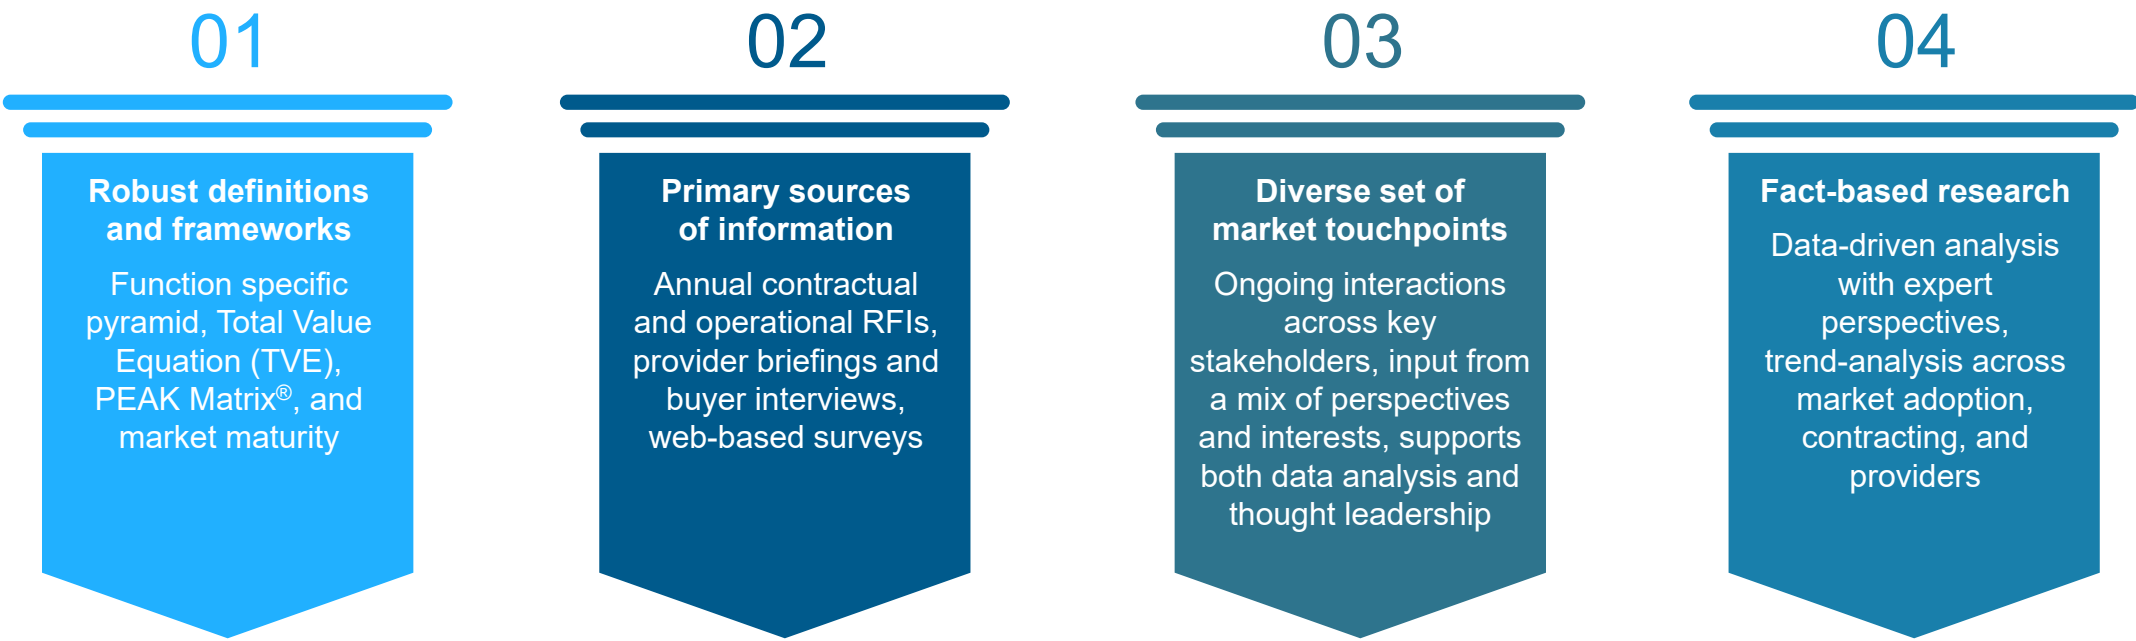 01
Robust definitions
and frameworks
Function specific
pyramid, Total Value
Equation (TVE),
PEAK Matrix®, and
market maturity
02
Primary sources
of information
Annual contractual
and operational RFIs,
provider briefings and
buyer interviews,
web-based surveys
03
Diverse set of
market touchpoints
Ongoing interactions
across key
stakeholders, input from
a mix of perspectives
and interests, supports
both data analysis and
thought leadership
04
Fact-based research
Data-driven analysis
with expert
perspectives,
trend-analysis across
market adoption,
contracting, and
providers